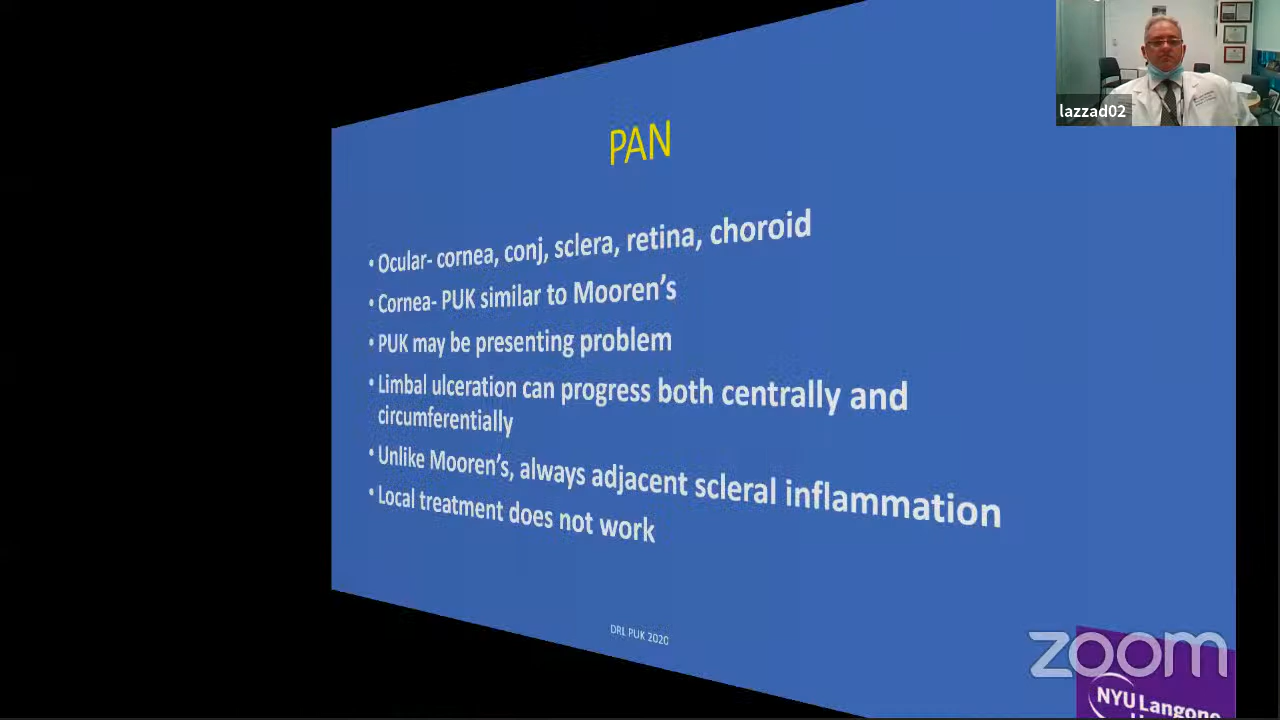 lazzad02
PAN
• Ocular- cornea, conj, sclera, retina, choroid
• Cornea- PUK similar to Mooren's
• PUK may be presenting problem
• Limbal ulceration can progress both centrally and
circumferentially
• Unlike Mooren's, always adjacent scleral inflammation
• Local treatment does not work
DRL PUK 2020
zoom
NYU Langone